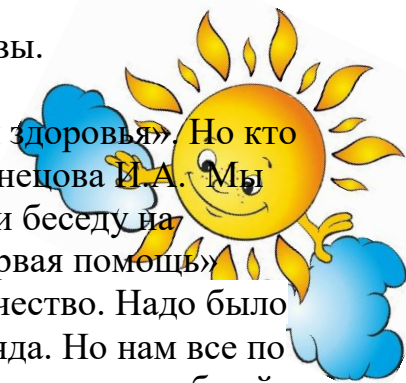 вы.
здоровья». Но кто
нецова И.А. Мы
и беседу на
рвая помощь»
чество. Надо было
нда. Но нам все по